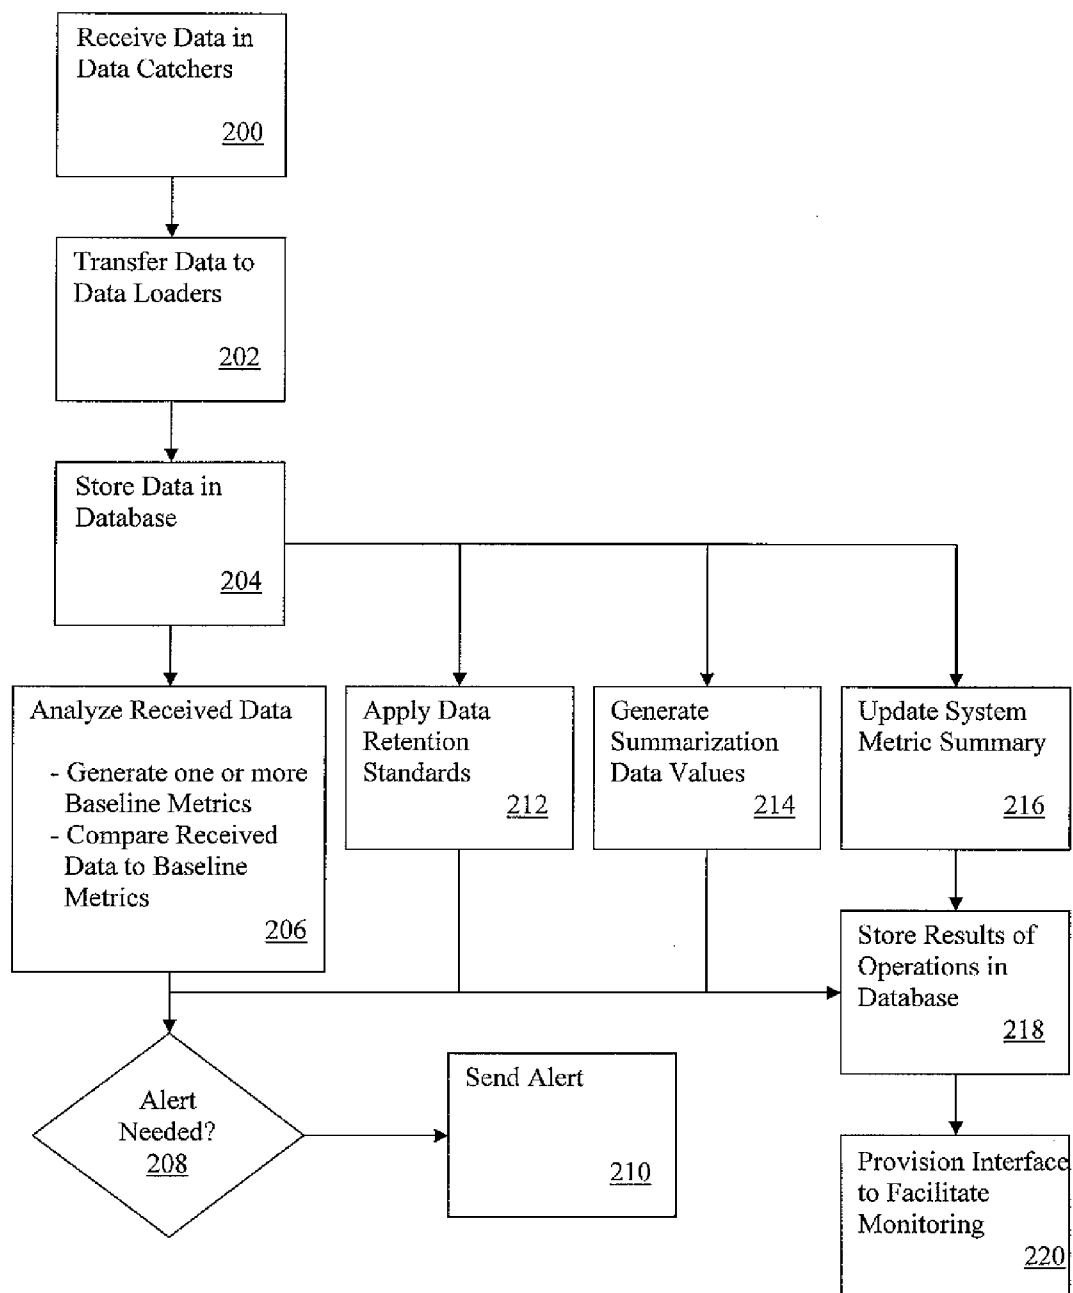 Receive Data in
Data Catchers
200
Transfer Data to
Data Loaders
202
Store Data in
Database
204
Analyze Received Data
- Generate one or more
Baseline Metrics
- Compare Received
Data to Baseline
Metrics
206
Apply Data
Retention
Standards
212
Generate
Summarization
Data Values
214
Update System
Metric Summary
216
Store Results of
Operations in
Database
218
Alert
Needed?
208
Send Alert
210
Provision Interface
to Facilitate
Monitoring
220